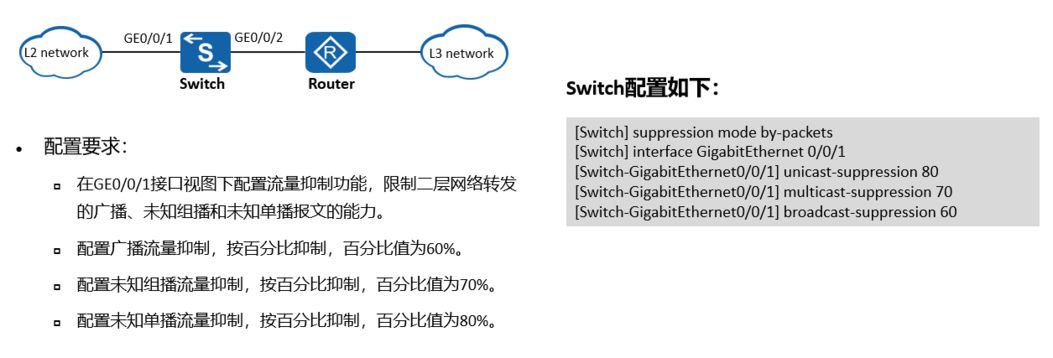 L2 network
GE0/0/1
S
GE0/0/2
R
L3 network
Switch
Router
• 配置要求：
▫ 在GE0/0/1接口视图下配置流量抑制功能，限制二层网络转发
的广播、未知组播和未知单播报文的能力。
▫ 配置广播流量抑制，按百分比抑制，百分比值为60%。
▫ 配置未知组播流量抑制，按百分比抑制，百分比值为70%。
▫ 配置未知单播流量抑制，按百分比抑制，百分比值为80%。
Switch配置如下：
[Switch] suppression mode by-packets
[Switch] interface GigabitEthernet 0/0/1
[Switch-GigabitEthernet0/0/1] unicast-suppression 80
[Switch-GigabitEthernet0/0/1] multicast-suppression 70
[Switch-GigabitEthernet0/0/1] broadcast-suppression 60